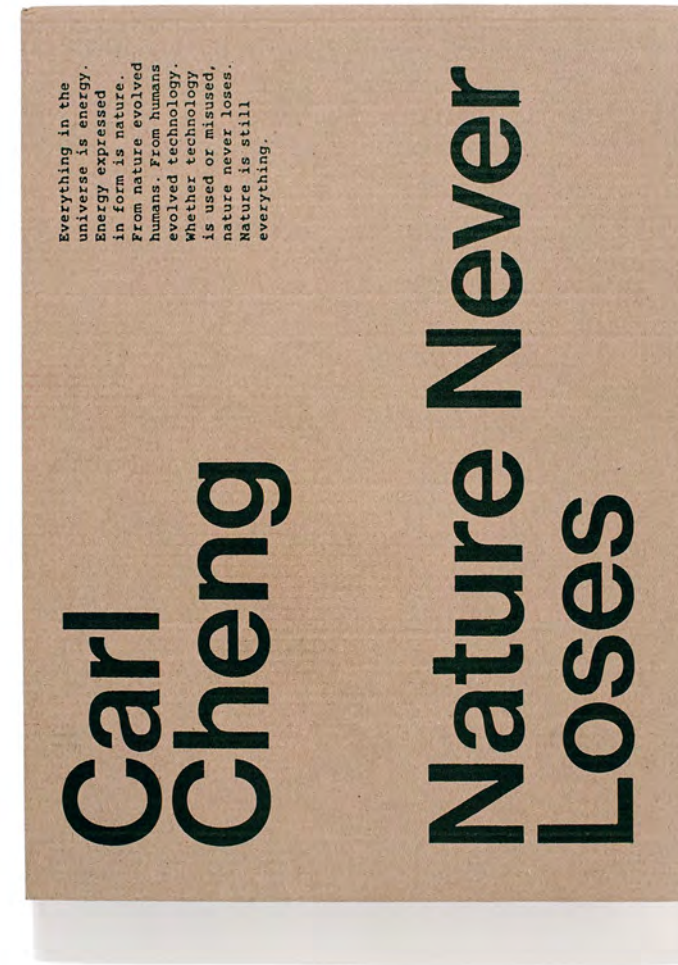 Everything in the
universe is energy.
Energy expressed
in form is nature.
From nature evolved
humans. From humans
evolved technology.
Whether technology
is used or misused,
nature never loses.
Nature is still
everything.
Carl
Cheng
Nature Never
Loses